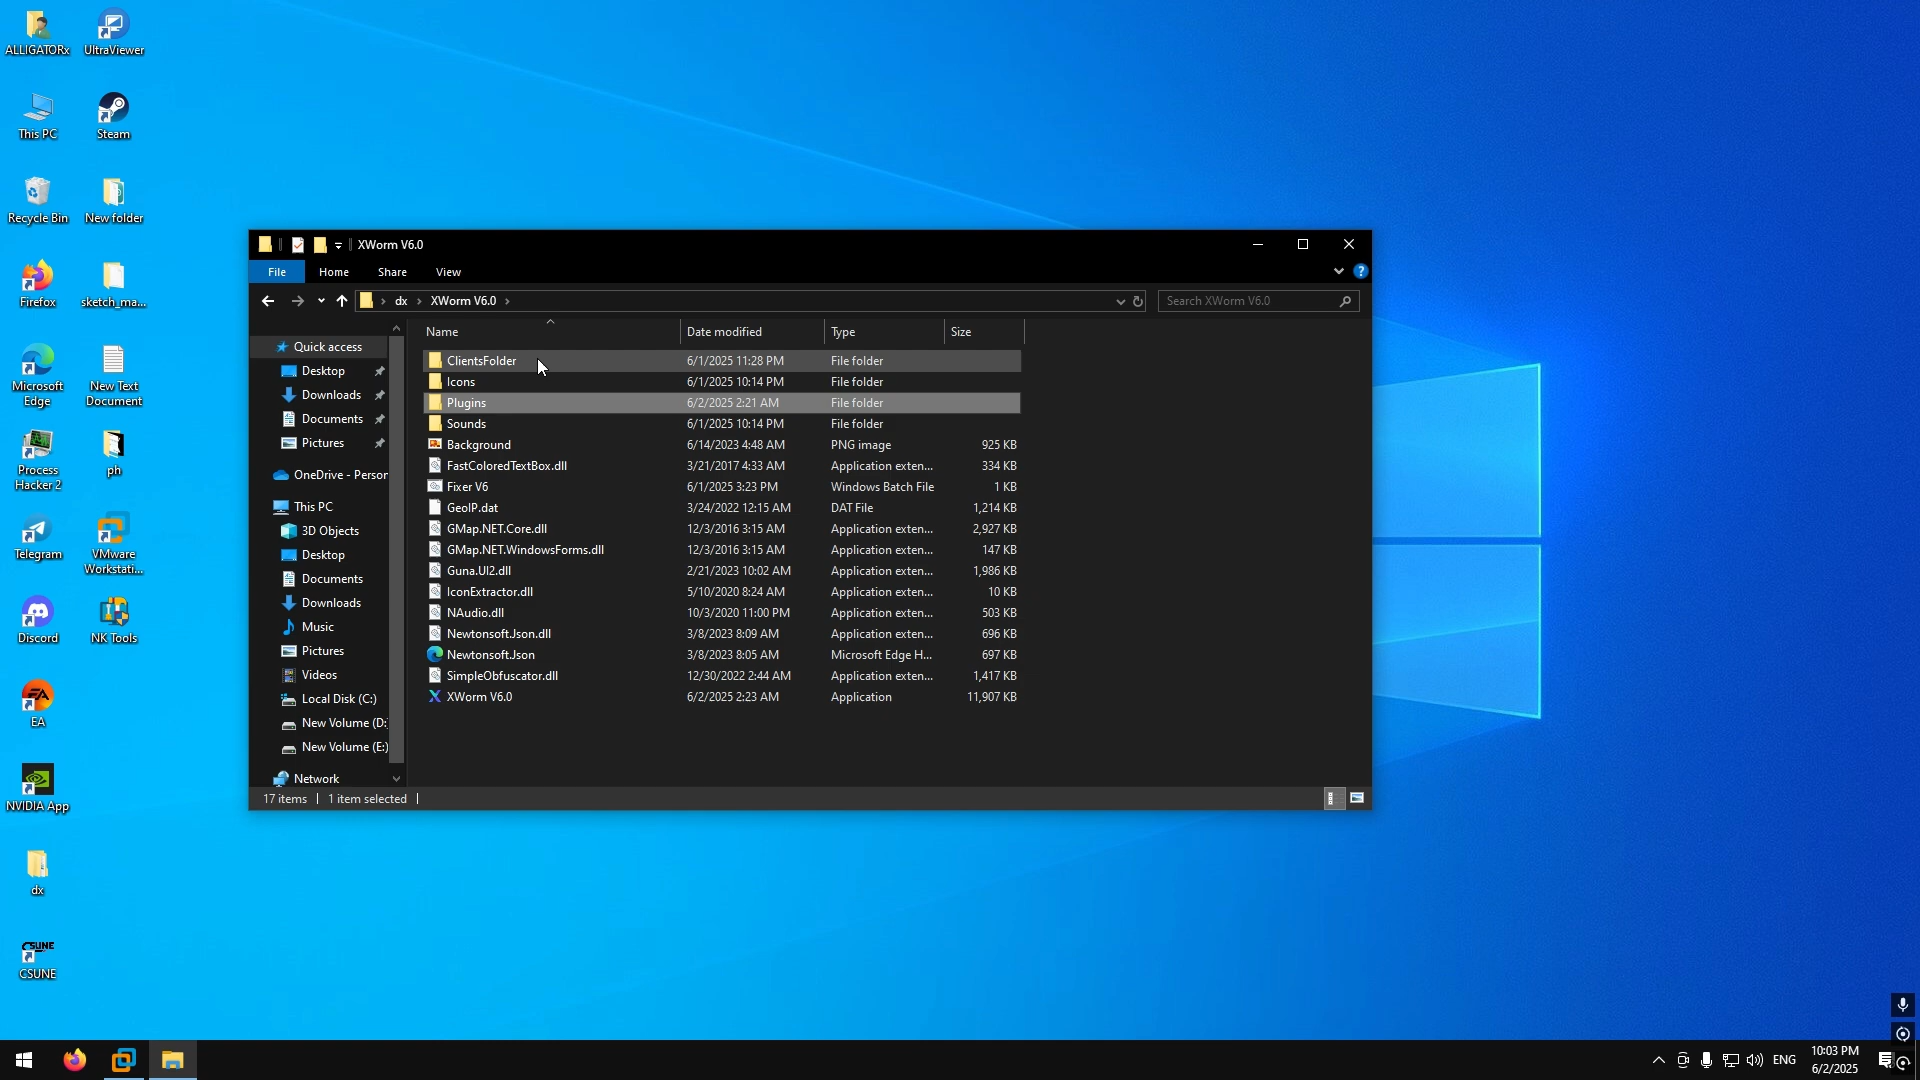 ALLIGATORx
UltraViewer
This PC
Steam
Recycle Bin
New folder
Firefox
sketch_ma...
Microsoft
Edge
New Text
Document
Process
Hacker 2
ph
Telegram
VMware
Workstati...
Discord
NK Tools
EA
NVIDIA App
dx
CSUNE
CSUNE
XWorm V6.0
File
Home
Share
View
dx
XWorm V6.0
Search XWorm V6.0
Quick access
Desktop
Downloads
Documents
Pictures
OneDrive - Person
This PC
3D Objects
Desktop
Documents
Downloads
Music
Pictures
Videos
Local Disk (C:)
New Volume (D:
New Volume (E:)
Network
Name Date modified Type Size
ClientsFolder 6/1/2025 11:28 PM File folder
Icons 6/1/2025 10:14 PM File folder
Plugins 6/2/2025 2:21 AM File folder
Sounds 6/1/2025 10:14 PM File folder
Background 6/14/2023 4:48 AM PNG image 925 KB
FastColoredTextBox.dll 3/21/2017 4:33 AM Application exten... 334 KB
Fixer V6 6/1/2025 3:23 PM Windows Batch File 1 KB
GeoIP.dat 3/24/2022 12:15 AM DAT File 1,214 KB
GMap.NET.Core.dll 12/3/2016 3:15 AM Application exten... 2,927 KB
GMap.NET.WindowsForms.dll 12/3/2016 3:15 AM Application exten... 147 KB
Guna.UI2.dll 2/21/2023 10:02 AM Application exten... 1,986 KB
IconExtractor.dll 5/10/2020 8:24 AM Application exten... 10 KB
NAudio.dll 10/3/2020 11:00 PM Application exten... 503 KB
Newtonsoft.Json.dll 3/8/2023 8:09 AM Application exten... 696 KB
Newtonsoft.Json 3/8/2023 8:05 AM Microsoft Edge H... 697 KB
SimpleObfuscator.dll 12/30/2022 2:44 AM Application exten... 1,417 KB
XWorm V6.0 6/2/2025 2:23 AM Application 11,907 KB
17 items
1 item selected
ENG
10:03 PM
6/2/2025